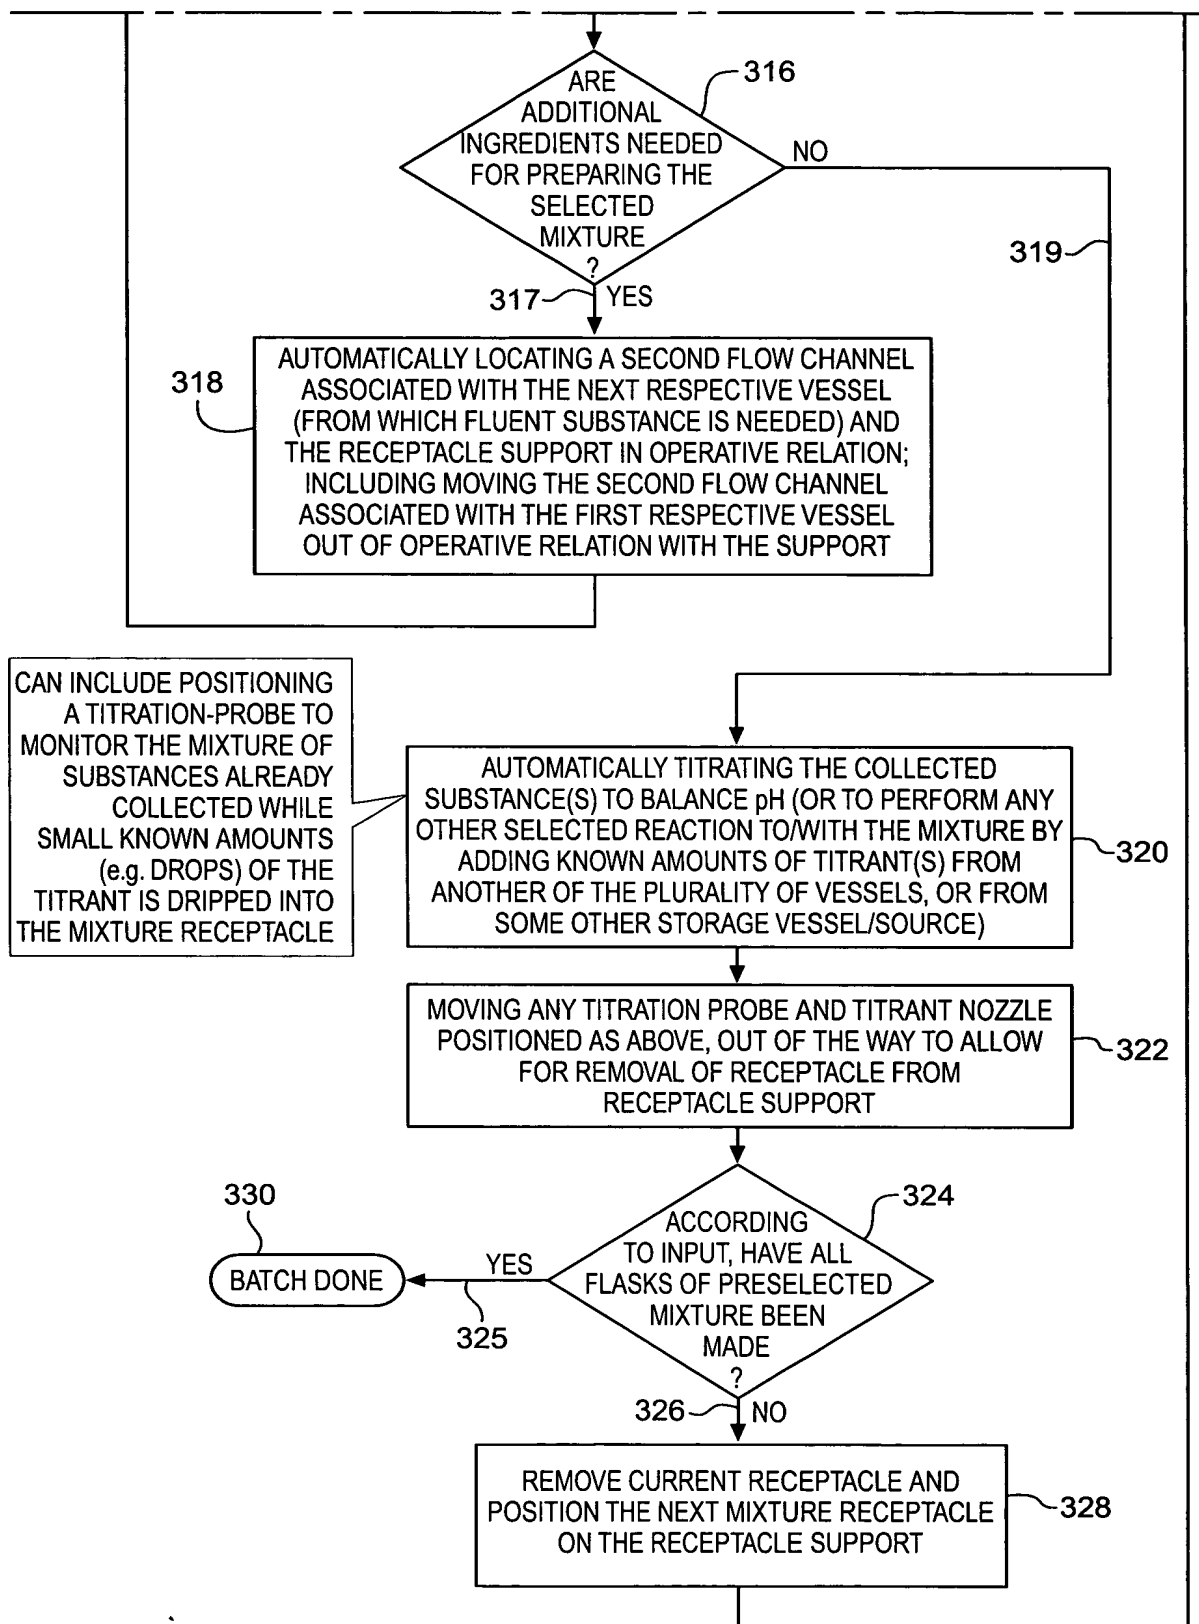 ARE
ADDITIONAL
INGREDIENTS NEEDED
FOR PREPARING THE
SELECTED
MIXTURE
?
316
NO
319
317
YES
318
AUTOMATICALLY LOCATING A SECOND FLOW CHANNEL
ASSOCIATED WITH THE NEXT RESPECTIVE VESSEL
(FROM WHICH FLUENT SUBSTANCE IS NEEDED) AND
THE RECEPTACLE SUPPORT IN OPERATIVE RELATION;
INCLUDING MOVING THE SECOND FLOW CHANNEL
ASSOCIATED WITH THE FIRST RESPECTIVE VESSEL
OUT OF OPERATIVE RELATION WITH THE SUPPORT
CAN INCLUDE POSITIONING
A TITRATION-PROBE TO
MONITOR THE MIXTURE OF
SUBSTANCES ALREADY
COLLECTED WHILE
SMALL KNOWN AMOUNTS
(e.g. DROPS) OF THE
TITRANT IS DRIPPED INTO
THE MIXTURE RECEPTACLE
AUTOMATICALLY TITRATING THE COLLECTED
SUBSTANCE(S) TO BALANCE pH (OR TO PERFORM ANY
OTHER SELECTED REACTION TO/WITH THE MIXTURE BY
ADDING KNOWN AMOUNTS OF TITRANT(S) FROM
ANOTHER OF THE PLURALITY OF VESSELS, OR FROM
SOME OTHER STORAGE VESSEL/SOURCE)
320
MOVING ANY TITRATION PROBE AND TITRANT NOZZLE
POSITIONED AS ABOVE, OUT OF THE WAY TO ALLOW
FOR REMOVAL OF RECEPTACLE FROM
RECEPTACLE SUPPORT
322
330
BATCH DONE
YES
325
ACCORDING
TO INPUT, HAVE ALL
FLASKS OF PRESELECTED
MIXTURE BEEN
MADE
?
324
326
NO
REMOVE CURRENT RECEPTACLE AND
POSITION THE NEXT MIXTURE RECEPTACLE
ON THE RECEPTACLE SUPPORT
328